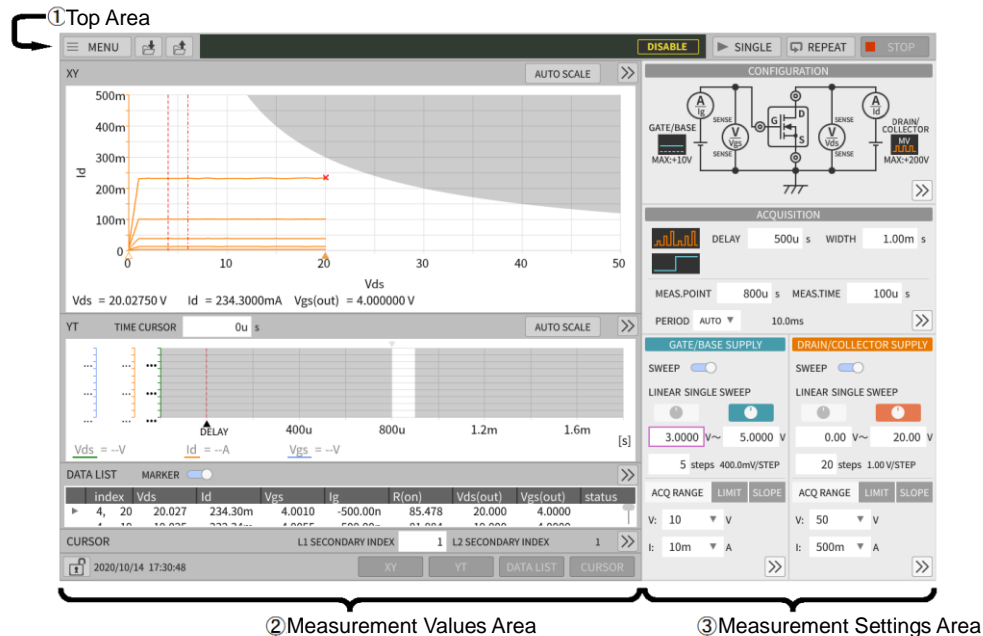 ①Top Area
MENU
DISABLE
SINGLE
REPEAT
STOP
XY
AUTO SCALE
500m
400m
300m
200m
100m
0
Id
0 10 20 30 40 50
Vds
Vds = 20.02750 V Id = 234.3000mA Vgs(out) = 4.000000 V
YT TIME CURSOR 0u s AUTO SCALE
... ... ...
... ... ...
... ... ...
DELAY 400u 800u 1.2m 1.6m [s]
Vds = --V Id = --A Vgs = --V
DATA LIST MARKER
index Vds Id Vgs Ig R(on) Vds(out) Vgs(out) status
4, 20 20.027 234.30m 4.0010 -500.00n 85.478 20.000 4.0000
CURSOR L1 SECONDARY INDEX 1 L2 SECONDARY INDEX 1
2020/10/14 17:30:48 XY YT DATA LIST CURSOR
CONFIGURATION
A
Ig
SENSE
V
Vgs
SENSE
GATE/BASE
MAX:+10V
G
D
S
SENSE
V
Vds
SENSE
A
Id
DRAIN/
COLLECTOR
MV
MAX:+200V
ACQUISITION
DELAY 500u s WIDTH 1.00m s
MEAS.POINT 800u s MEAS.TIME 100u s
PERIOD AUTO ▼ 10.0ms
GATE/BASE SUPPLY
SWEEP
LINEAR SINGLE SWEEP
3.0000 V～ 5.0000 V
5 steps 400.0mV/STEP
ACQ RANGE LIMIT SLOPE
V: 10 ▼ V
I: 10m ▼ A
DRAIN/COLLECTOR SUPPLY
SWEEP
LINEAR SINGLE SWEEP
0.00 V～ 20.00 V
20 steps 1.00 V/STEP
ACQ RANGE LIMIT SLOPE
V: 50 ▼ V
I: 500m ▼ A
②Measurement Values Area
③Measurement Settings Area